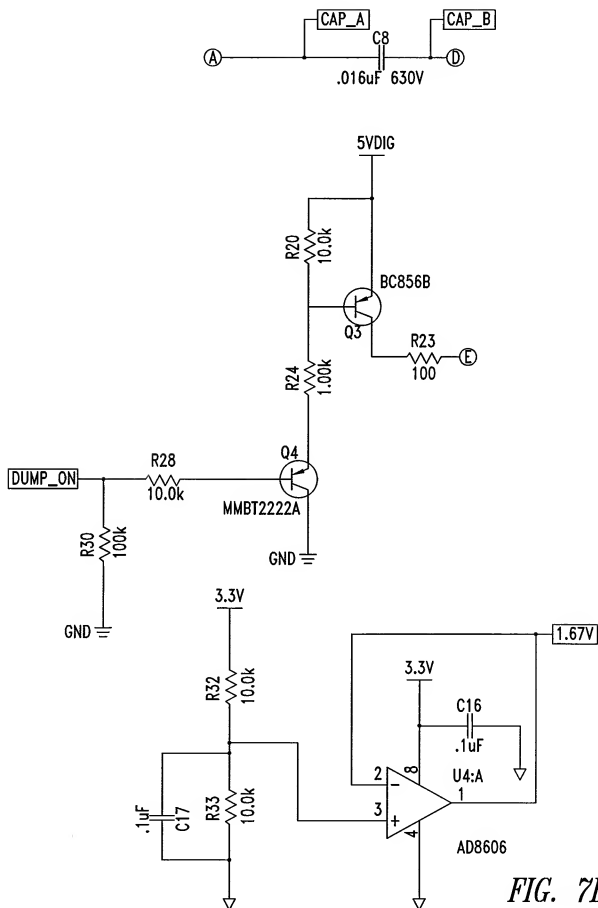 CAP_A
CAP_B
C8
A
D
.016uF 630V
5VDIG
R20
10.0k
BC856B
Q3
R23
100
E
R24
1.00k
Q4
DUMP_ON
R28
10.0k
MMBT2222A
R30
100k
GND
GND
3.3V
1.67V
R32
10.0k
3.3V
C16
.1uF
.1uF
C17
R33
10.0k
2
-
3
+
8
4
1
U4:A
AD8606